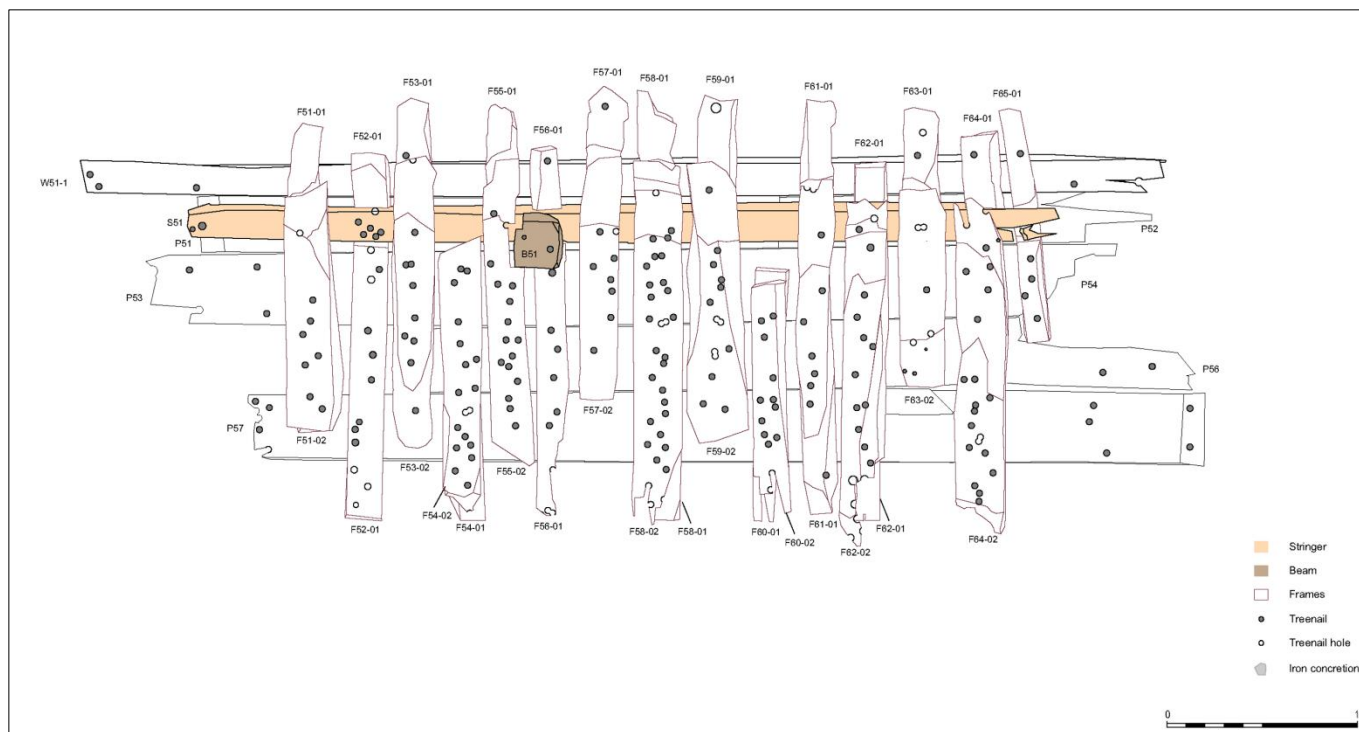 F57-01
F58-01
F59-01
F53-01
F55-01
F61-01
F63-01
F65-01
F51-01
F64-01
F52-01
F56-01
F62-01
W51-1
S51
P51
P52
B51
P54
P53
P56
F63-02
F57-02
P57
F51-02
F59-02
F53-02
F55-02
F54-02
F52-01
F54-01
F56-01
F58-02
F58-01
F60-01
F60-02
F61-01
F62-01
F62-02
F64-02
Stringer
Beam
Frames
Treenail
Treenail hole
Iron concretion
0
1